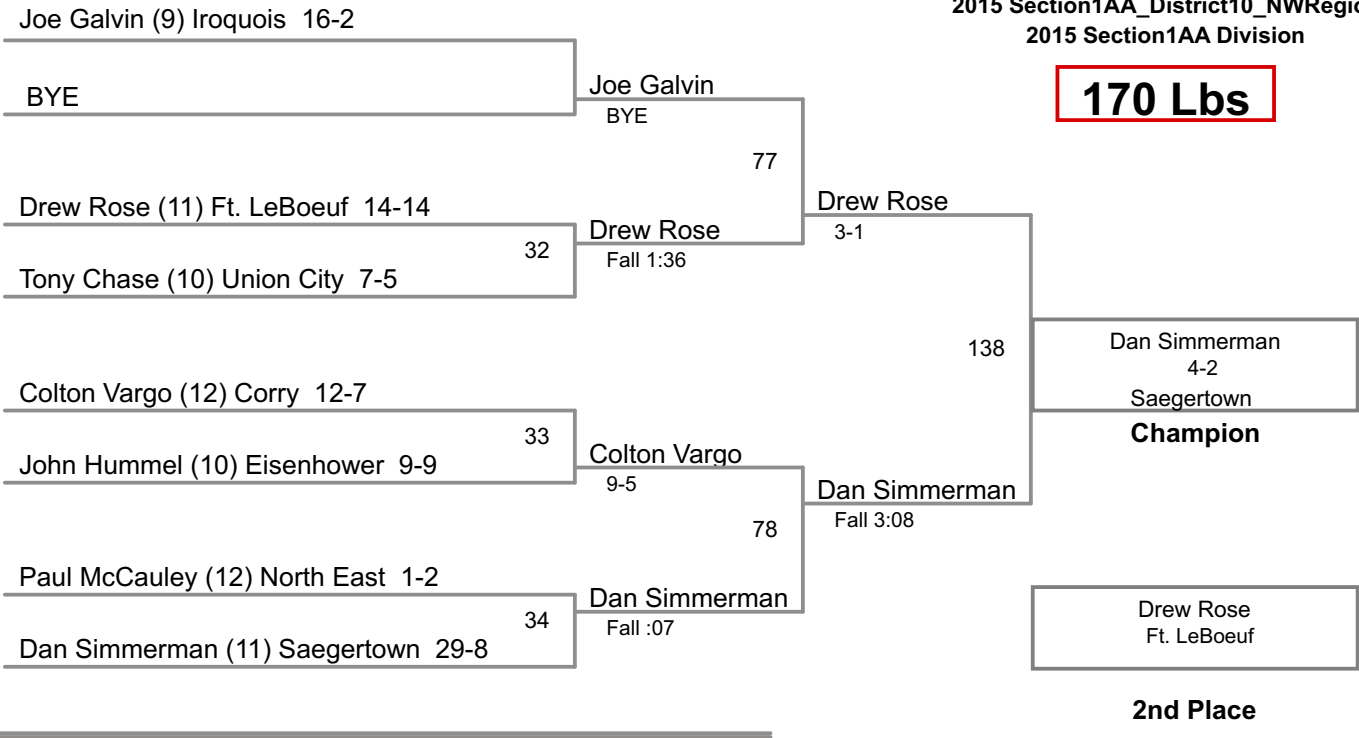 2015 Section1AA_District10_NWRegio
2015 Section1AA Division
170 Lbs
Joe Galvin (9) Iroquois 16-2
BYE
Joe Galvin
BYE
77
Drew Rose (11) Ft. LeBoeuf 14-14
32
Tony Chase (10) Union City 7-5
Drew Rose
Fall 1:36
Drew Rose
3-1
138
Colton Vargo (12) Corry 12-7
33
John Hummel (10) Eisenhower 9-9
Colton Vargo
9-5
78
Paul McCauley (12) North East 1-2
34
Dan Simmerman (11) Saegertown 29-8
Dan Simmerman
Fall :07
Dan Simmerman
Fall 3:08
Dan Simmerman
4-2
Saegertown
Champion
Drew Rose
Ft. LeBoeuf
2nd Place